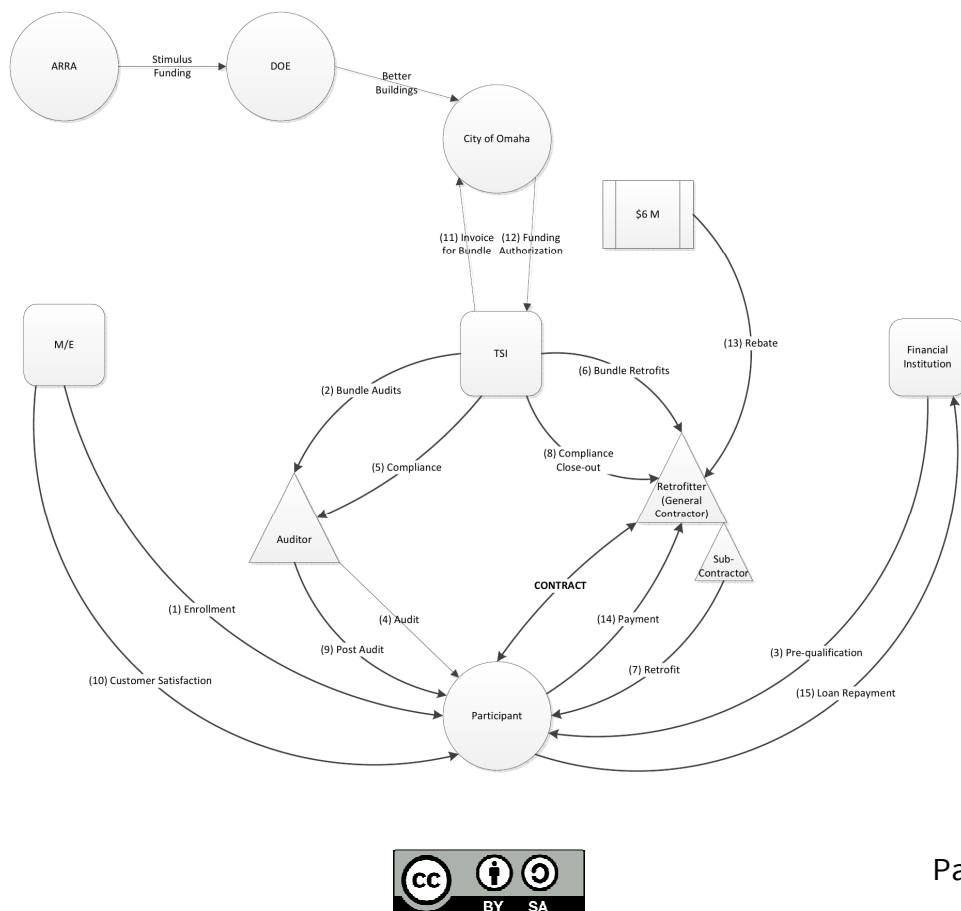 ARRA
Stimulus
Funding
DOE
Better
Buildings
City of Omaha
$6 M
(11) Invoice
for Bundle
(12) Funding
Authorization
M/E
TSI
(13) Rebate
Financial
Institution
(6) Bundle Retrofits
(2) Bundle Audits
(8) Compliance
Close-out
(5) Compliance
Retrofitter
(General
Contractor)
Auditor
Sub-
Contractor
CONTRACT
(1) Enrollment
(4) Audit
(14) Payment
(9) Post Audit
(3) Pre-qualification
(7) Retrofit
(10) Customer Satisfaction
(15) Loan Repayment
Participant
cc
BY SA
Pa